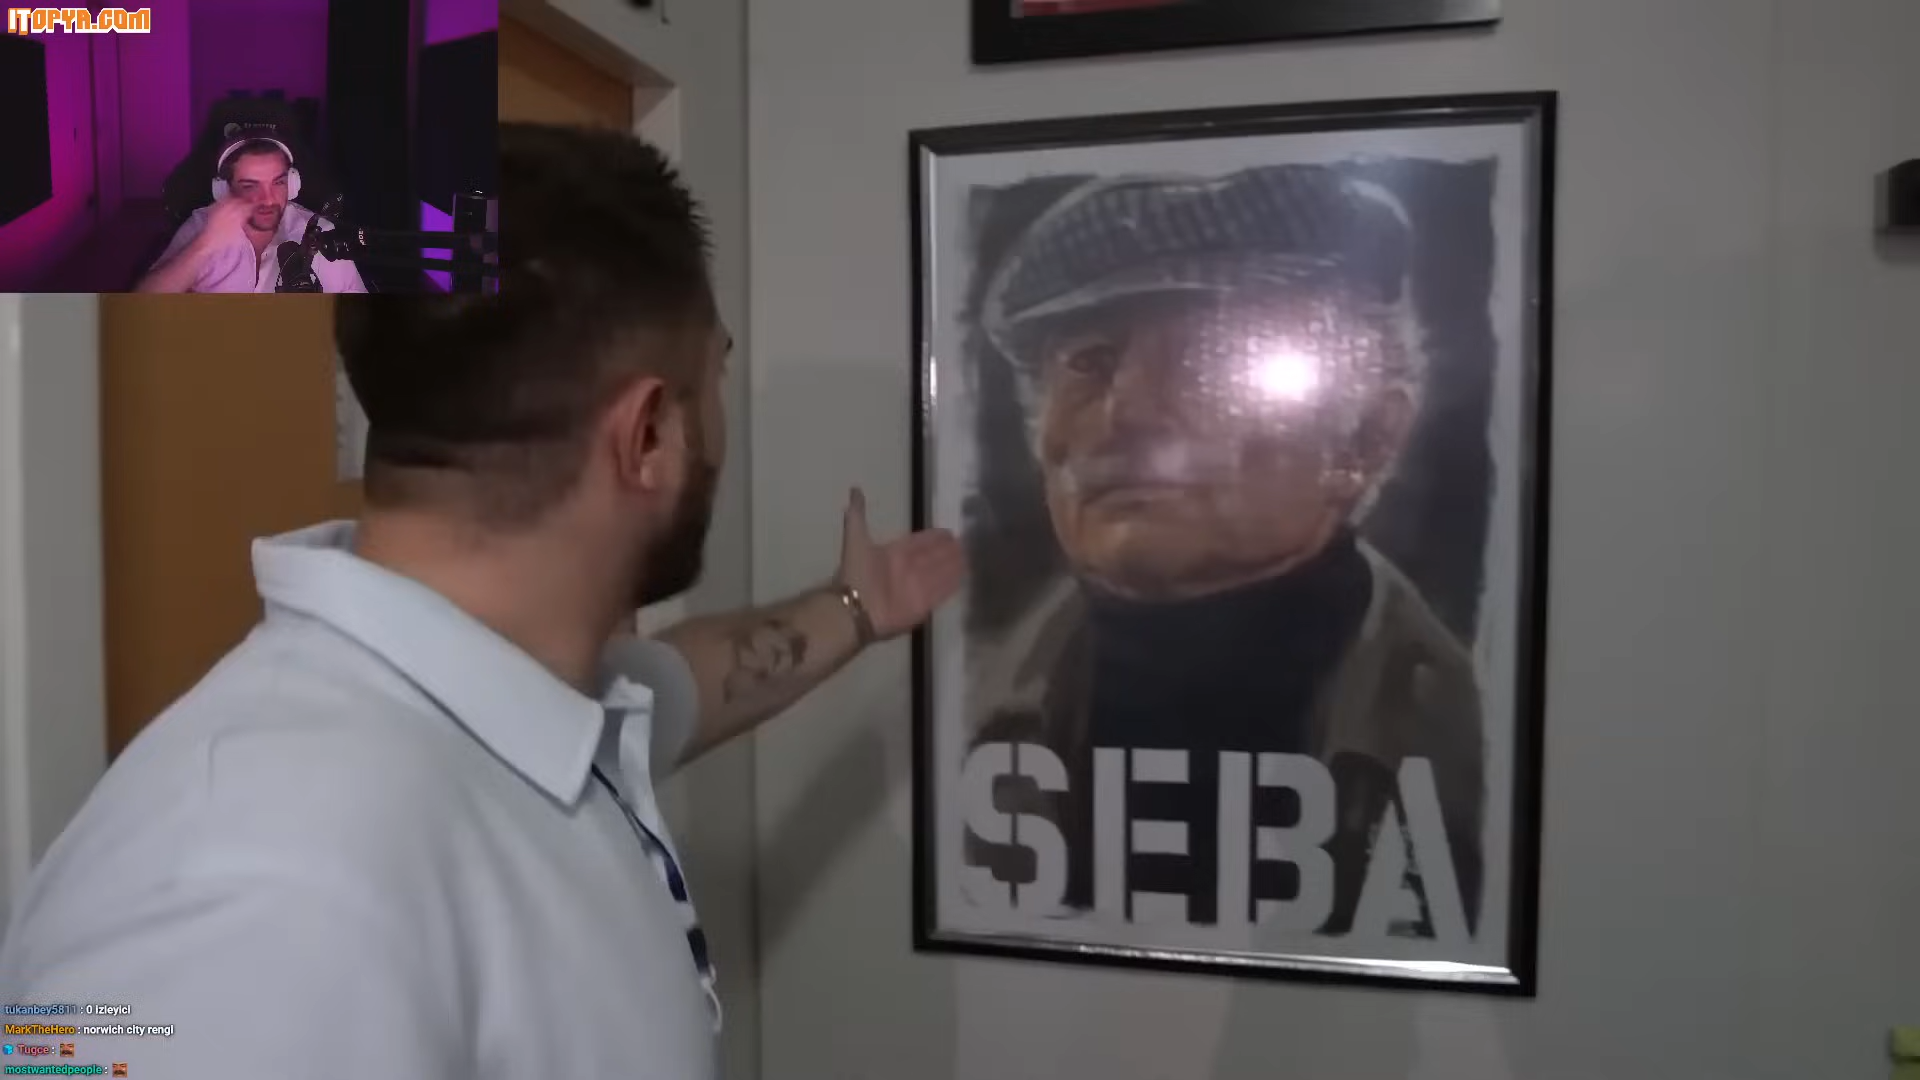 ITOPYA.COM
SEBA
tukanbey5811 : 0 izleyici
MarkTheHero : norwich city rengi
Tugce :
mostwantedpeople :